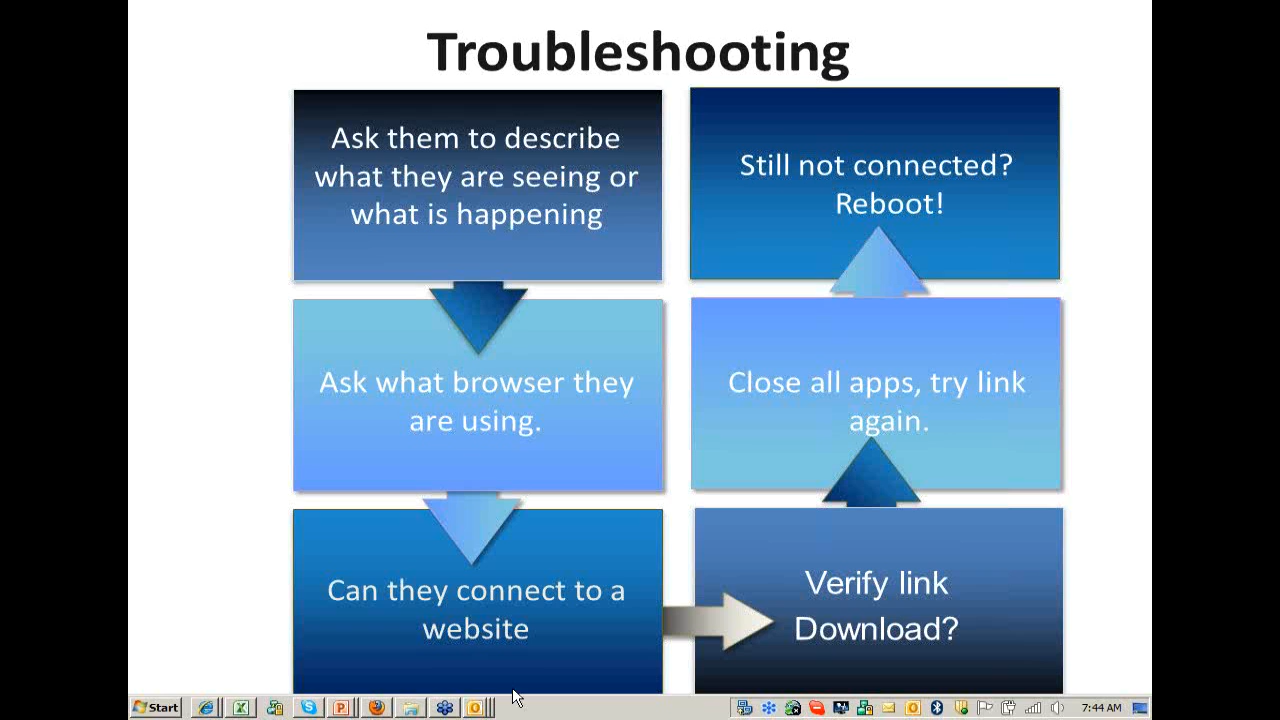 Troubleshooting
Ask them to describe
what they are seeing or
what is happening
Ask what browser they
are using.
Can they connect to a
website
Verify link
Download?
Close all apps, try link
again.
Still not connected?
Reboot!
Start
7:44 AM